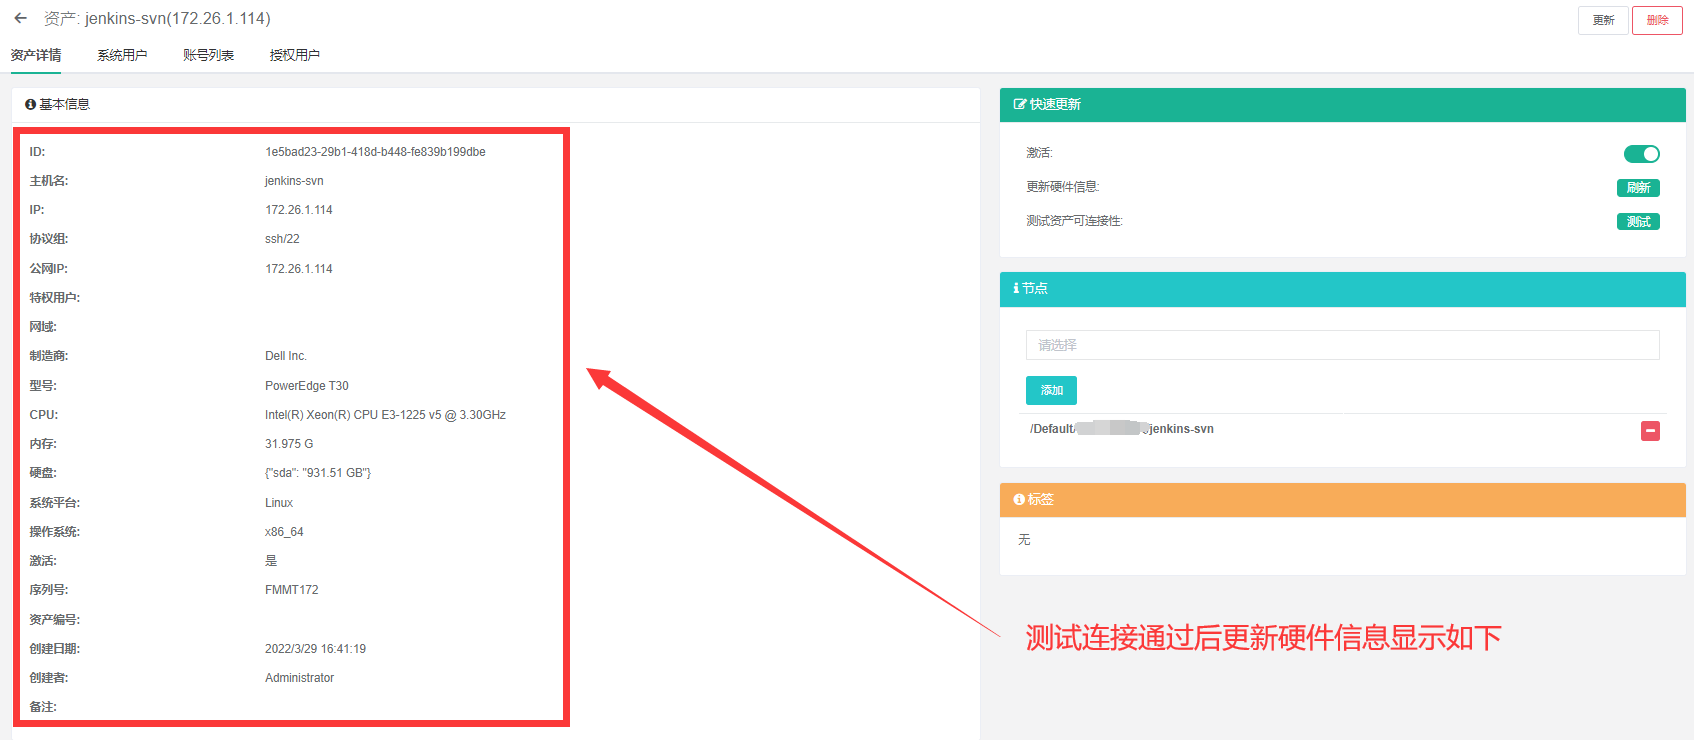 资产: jenkins-svn(172.26.1.114)
更新 删除
资产详情 系统用户 账号列表 授权用户
基本信息
ID: 1e5bad23-29b1-418d-b448-fe839b199dbe
主机名: jenkins-svn
IP: 172.26.1.114
协议组: ssh/22
公网IP: 172.26.1.114
特权用户:
网域:
制造商: Dell Inc.
型号: PowerEdge T30
CPU: Intel(R) Xeon(R) CPU E3-1225 v5 @ 3.30GHz
内存: 31.975 G
硬盘: {"sda": "931.51 GB"}
系统平台: Linux
操作系统: x86_64
激活: 是
序列号: FMMT172
资产编号:
创建日期: 2022/3/29 16:41:19
创建者: Administrator
备注:
快速更新
激活:
更新硬件信息: 刷新
测试资产可连接性: 测试
节点
请选择
添加
/Default/ jenkins-svn
标签
无
测试连接通过后更新硬件信息显示如下